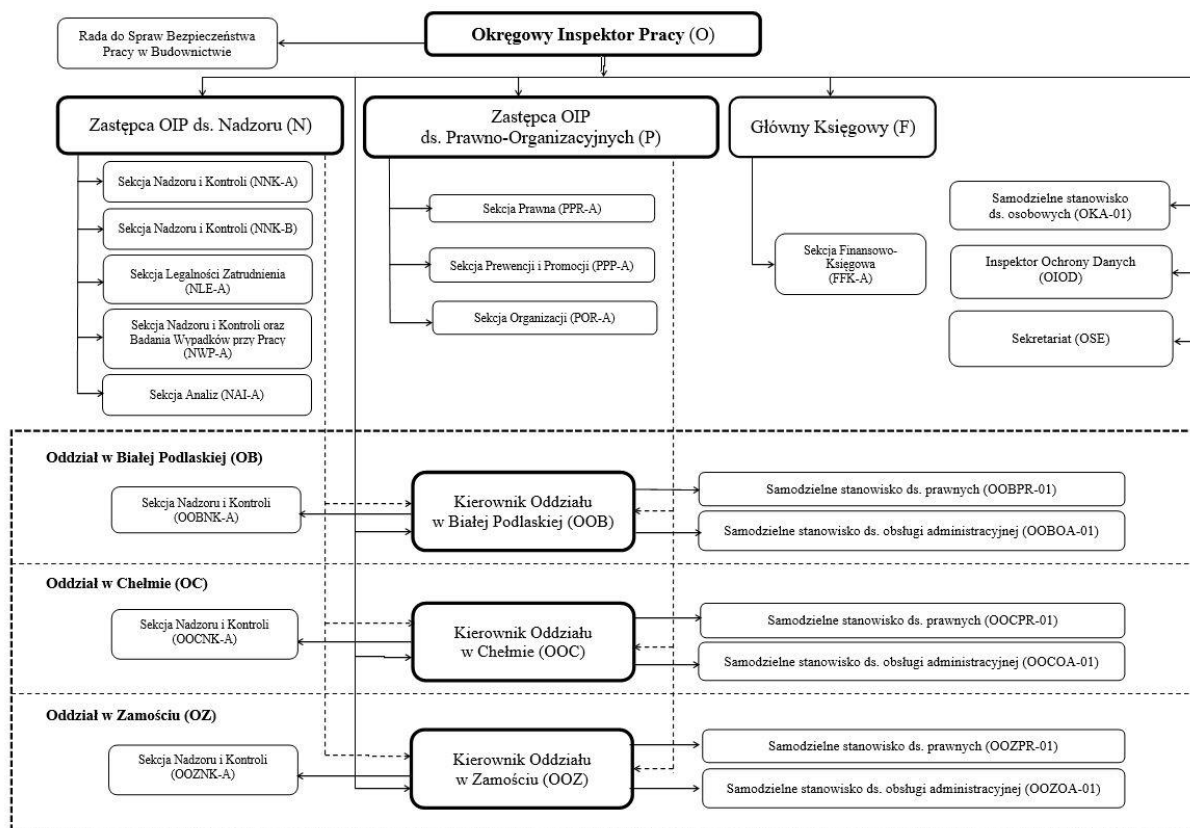 Rada do Spraw Bezpieczeństwa
Pracy w Budownictwie
Okręgowy Inspektor Pracy (O)
Zastępca OIP ds. Nadzoru (N)
Zastępca OIP
ds. Prawno-Organizacyjnych (P)
Główny Księgowy (F)
Sekcja Nadzoru i Kontroli (NNK-A)
Sekcja Nadzoru i Kontroli (NNK-B)
Sekcja Legalności Zatrudnienia
(NLE-A)
Sekcja Nadzoru i Kontroli oraz
Badania Wypadków przy Pracy
(NWP-A)
Sekcja Analiz (NAI-A)
Sekcja Prawna (PPR-A)
Sekcja Prewencji i Promocji (PPP-A)
Sekcja Organizacji (POR-A)
Sekcja Finansowo-
Księgowa
(FFK-A)
Samodzielne stanowisko
ds. osobowych (OKA-01)
Inspektor Ochrony Danych
(OIOD)
Sekretariat (OSE)
Oddział w Białej Podlaskiej (OB)
Sekcja Nadzoru i Kontroli
(OOBNK-A)
Kierownik Oddziału
w Białej Podlaskiej (OOB)
Samodzielne stanowisko ds. prawnych (OOBPR-01)
Samodzielne stanowisko ds. obsługi administracyjnej (OOBOA-01)
Oddział w Chełmie (OC)
Sekcja Nadzoru i Kontroli
(OOCNK-A)
Kierownik Oddziału
w Chełmie (OOC)
Samodzielne stanowisko ds. prawnych (OOCPR-01)
Samodzielne stanowisko ds. obsługi administracyjnej (OOCOA-01)
Oddział w Zamościu (OZ)
Sekcja Nadzoru i Kontroli
(OOZNK-A)
Kierownik Oddziału
w Zamościu (OOZ)
Samodzielne stanowisko ds. prawnych (OOZPR-01)
Samodzielne stanowisko ds. obsługi administracyjnej (OOZOA-01)